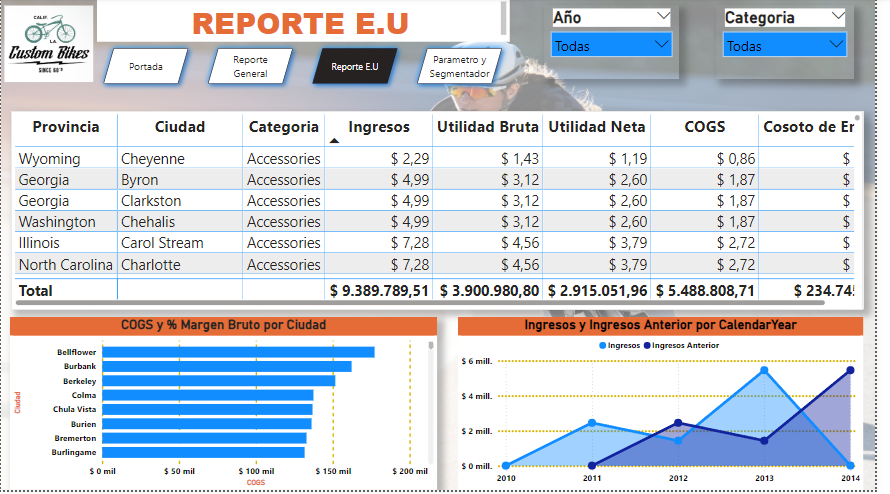 CALIF.
L.A.
Custom Bikes
SINCE 60's
REPORTE E.U
Año
Todas
Categoria
Todas
Portada
Reporte
General
Reporte E.U
Parametro y
Segmentador
Provincia Ciudad Categoria Ingresos Utilidad Bruta Utilidad Neta COGS Cosoto de Er
Wyoming Cheyenne Accessories $ 2,29 $ 1,43 $ 1,19 $ 0,86 $
Georgia Byron Accessories $ 4,99 $ 3,12 $ 2,60 $ 1,87 $
Georgia Clarkston Accessories $ 4,99 $ 3,12 $ 2,60 $ 1,87 $
Washington Chehalis Accessories $ 4,99 $ 3,12 $ 2,60 $ 1,87 $
Illinois Carol Stream Accessories $ 7,28 $ 4,56 $ 3,79 $ 2,72 $
North Carolina Charlotte Accessories $ 7,28 $ 4,56 $ 3,79 $ 2,72 $
Total $ 9.389.789,51 $ 3.900.980,80 $ 2.915.051,96 $ 5.488.808,71 $ 234.74
COGS y % Margen Bruto por Ciudad
Ciudad
Bellflower
Burbank
Berkeley
Colma
Chula Vista
Burien
Bremerton
Burlingame
$ 0 mil $ 50 mil $ 100 mil $ 150 mil $ 200 mil
COGS
Ingresos y Ingresos Anterior por CalendarYear
Ingresos Ingresos Anterior
$ 6 mill.
$ 4 mill.
$ 2 mill.
$ 0 mill.
2010 2011 2012 2013 2014